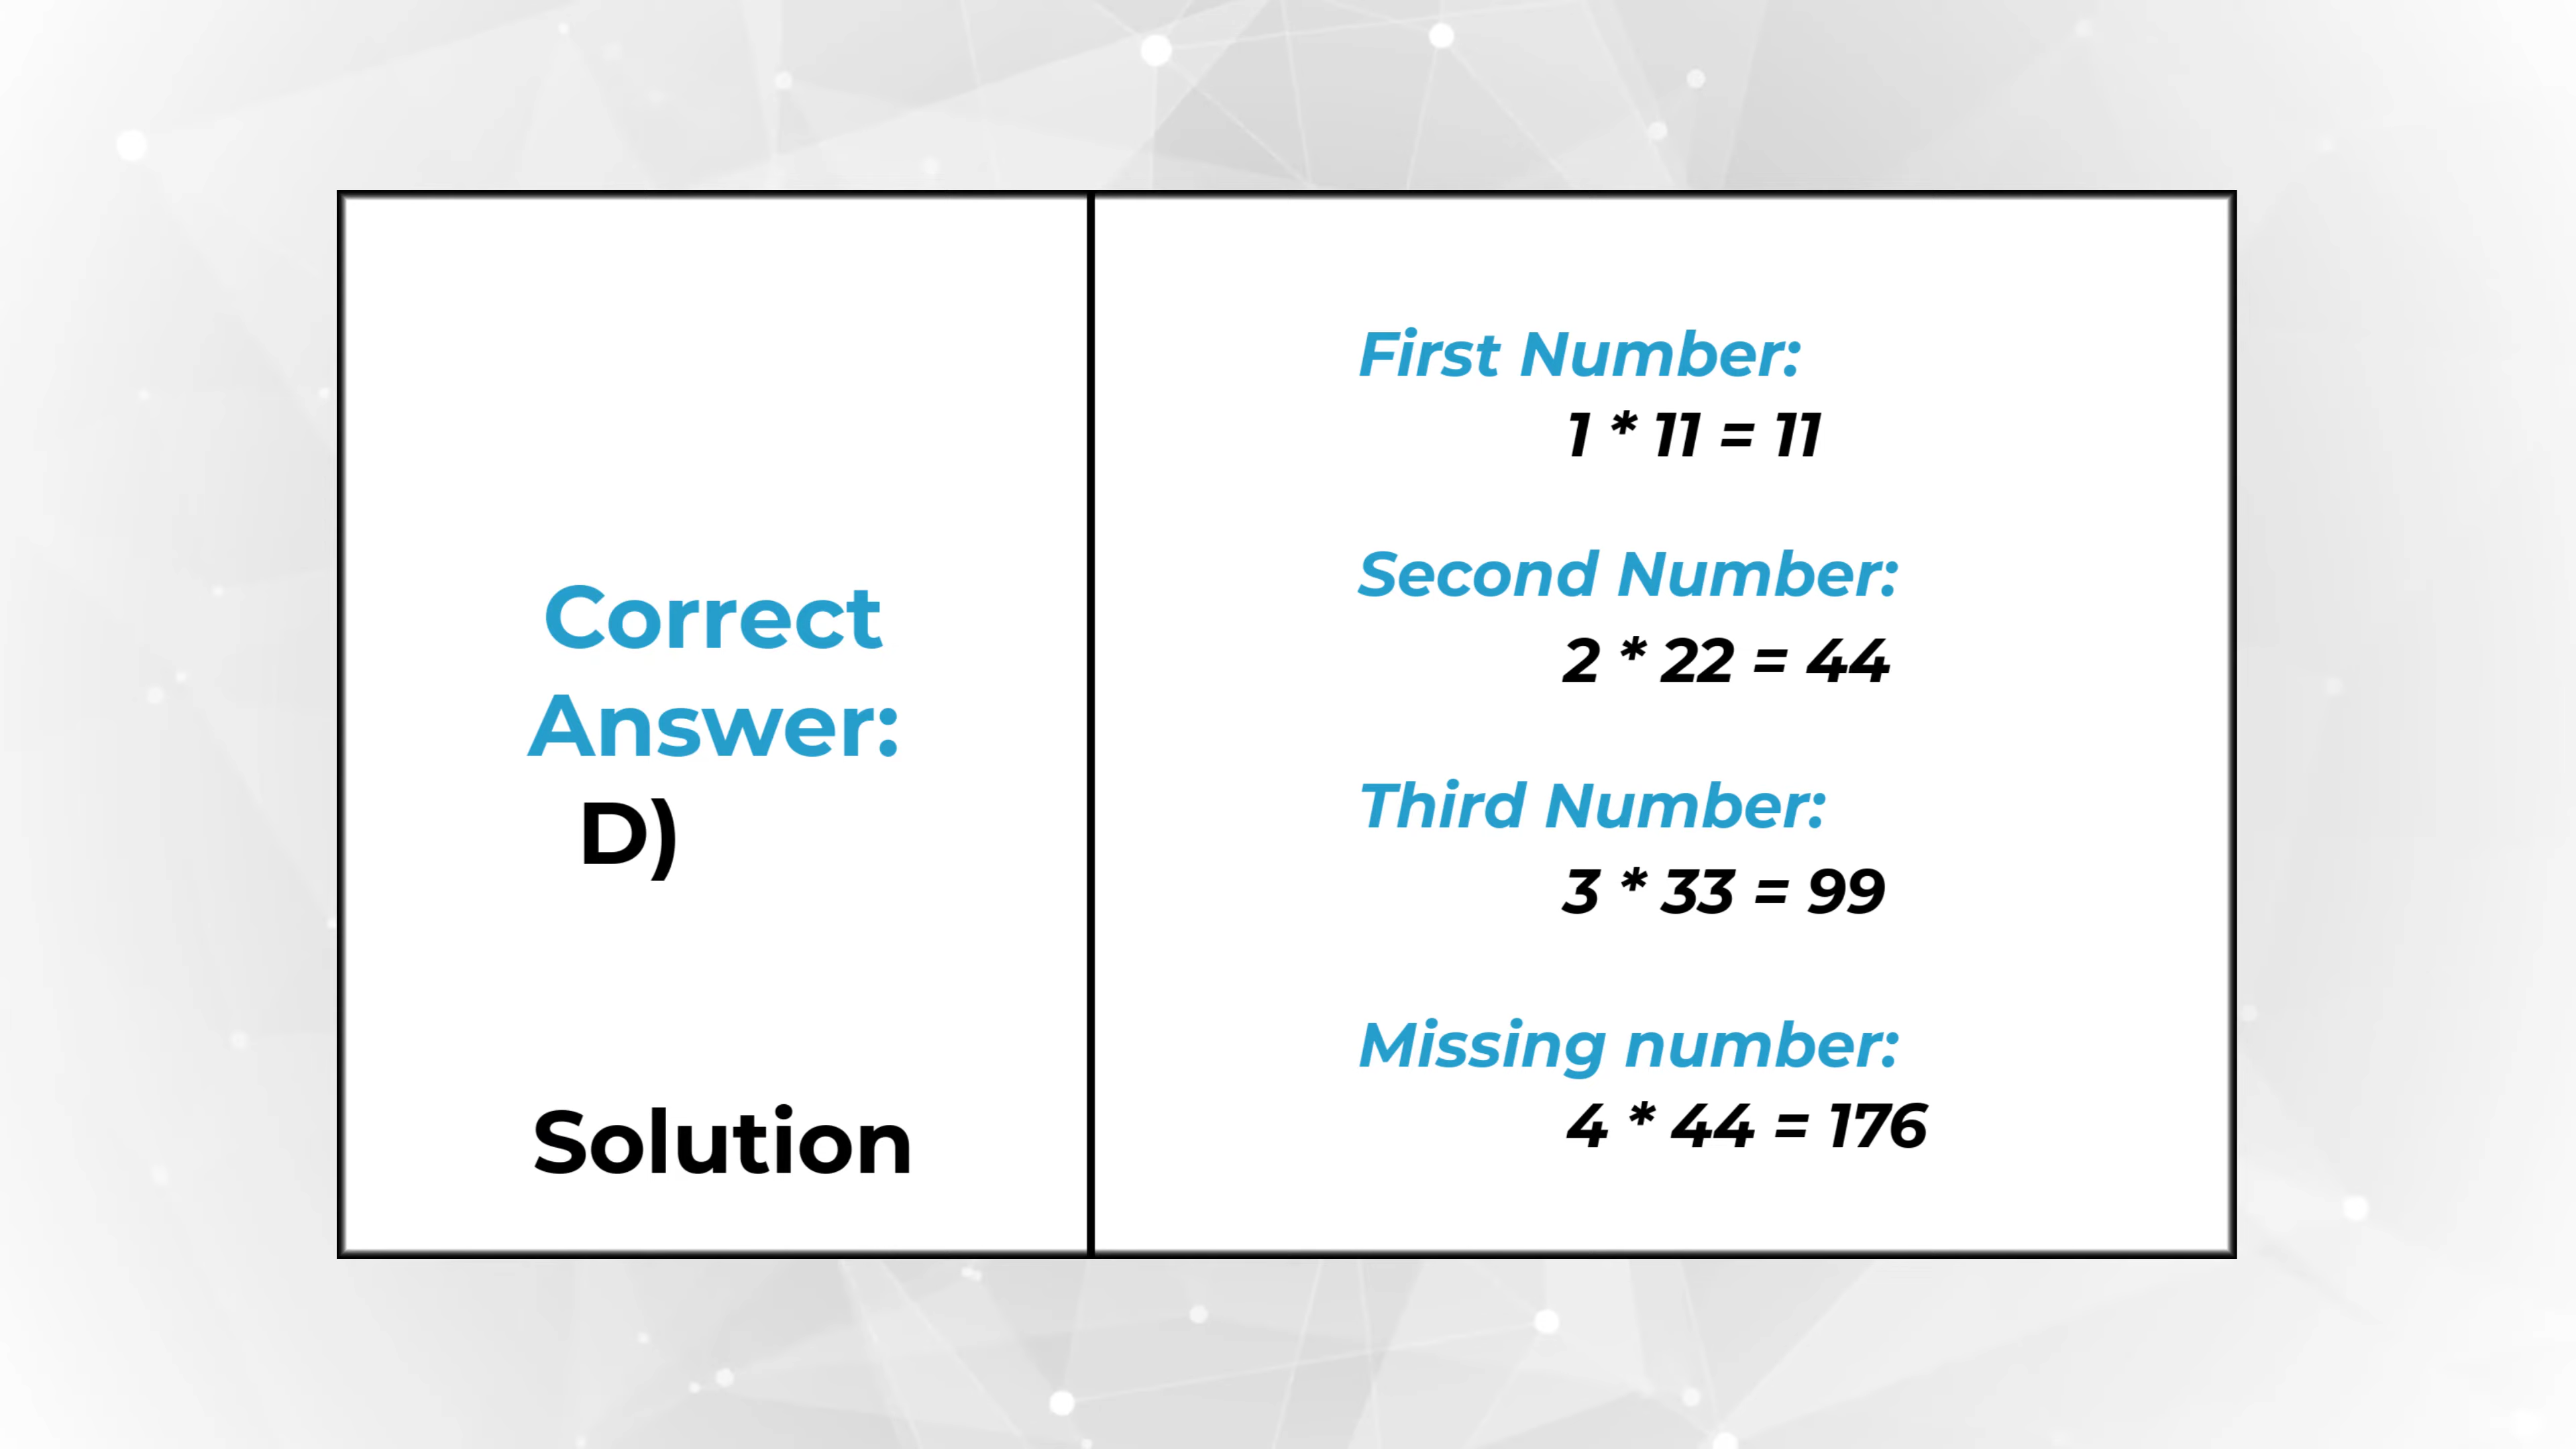 Correct
Answer:
D)
Solution
First Number:
1 * 11 = 11
Second Number:
2 * 22 = 44
Third Number:
3 * 33 = 99
Missing number:
4 * 44 = 176